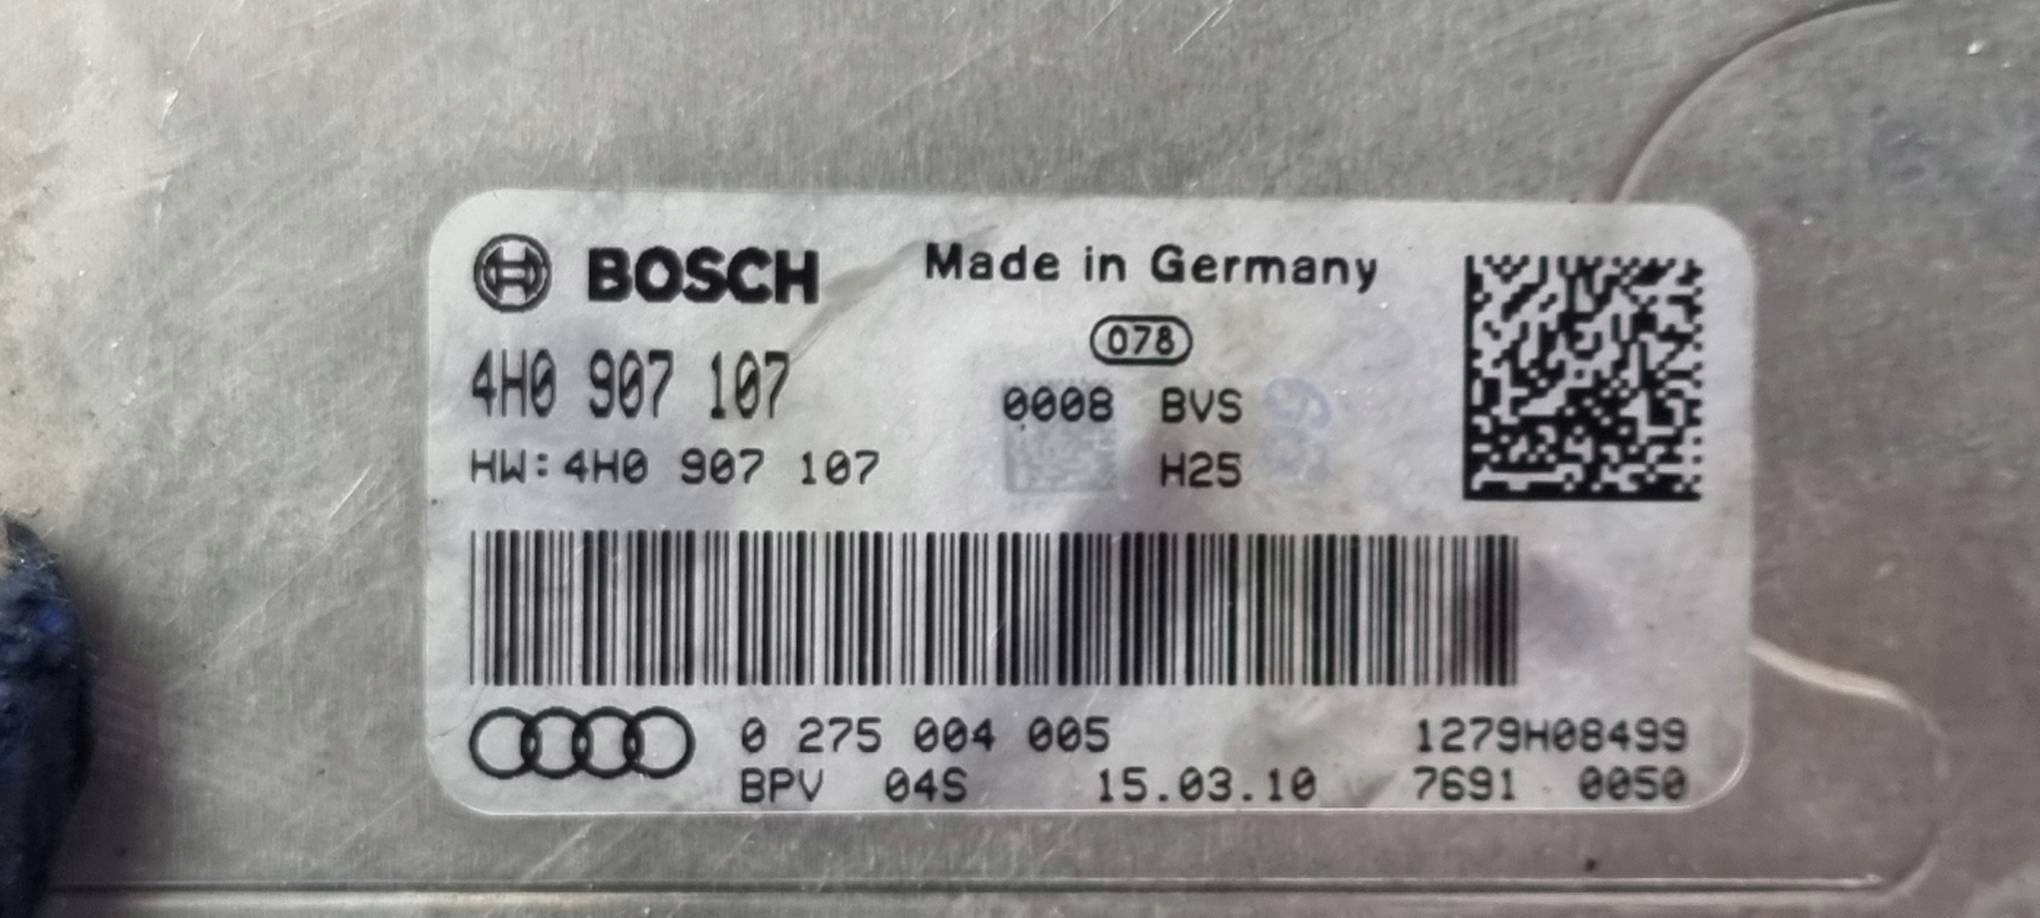 BOSCH Made in Germany
078
4H0 907 107 0008 BVS
HW:4H0 907 107 H25
0 275 004 005 1279H08499
BPV 04S 15.03.10 7691 0050